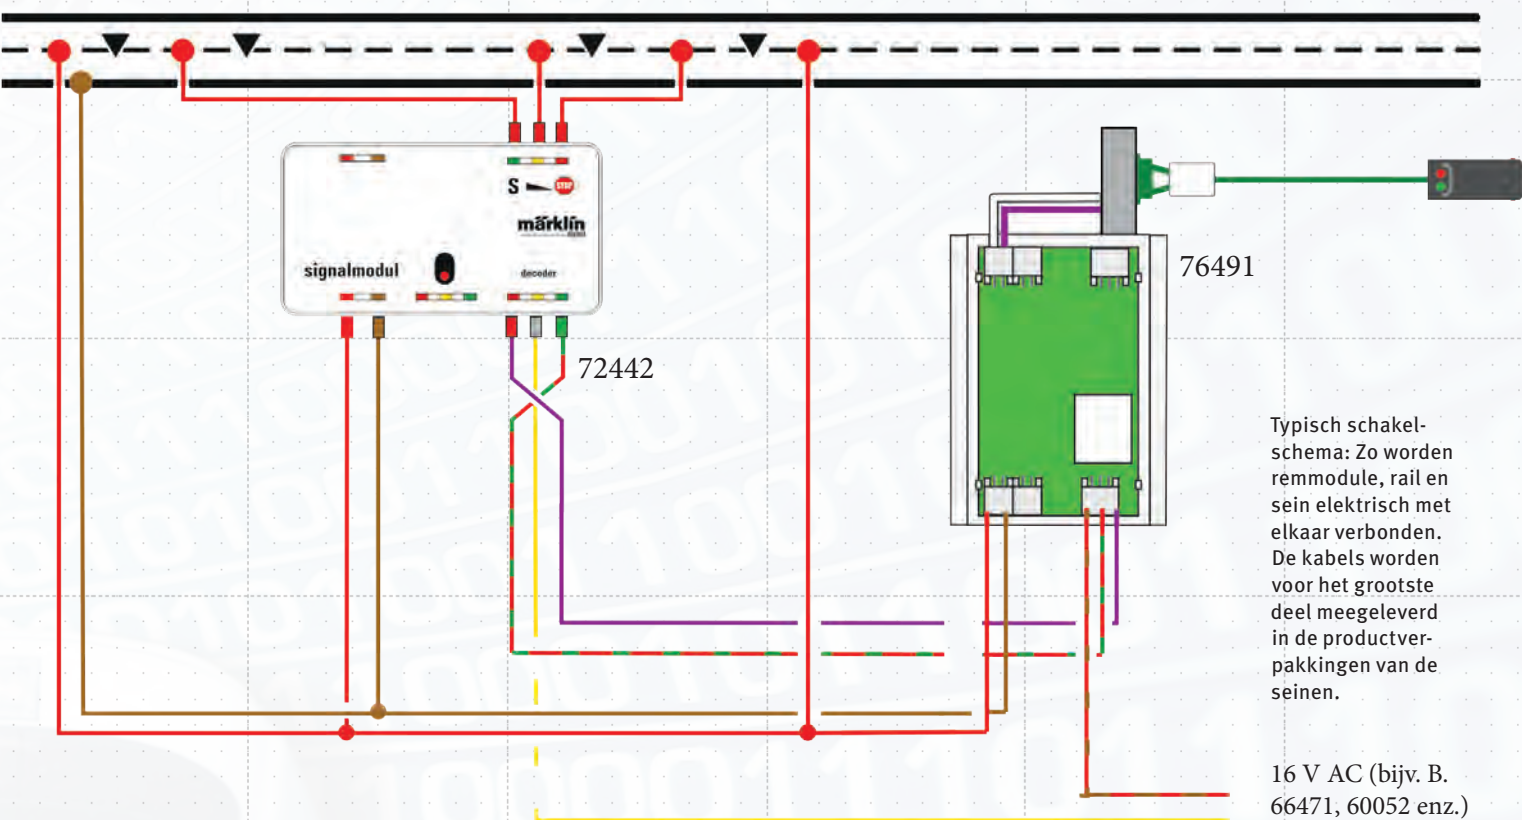 S
STOP
märklin
signalmodul
decoder
72442
76491
Typisch schakel-
schema: Zo worden
remmodule, rail en
sein elektrisch met
elkaar verbonden.
De kabels worden
voor het grootste
deel meegeleverd
in de productver-
pakkingen van de
seinen.
16 V AC (bijv. B.
66471, 60052 enz.)